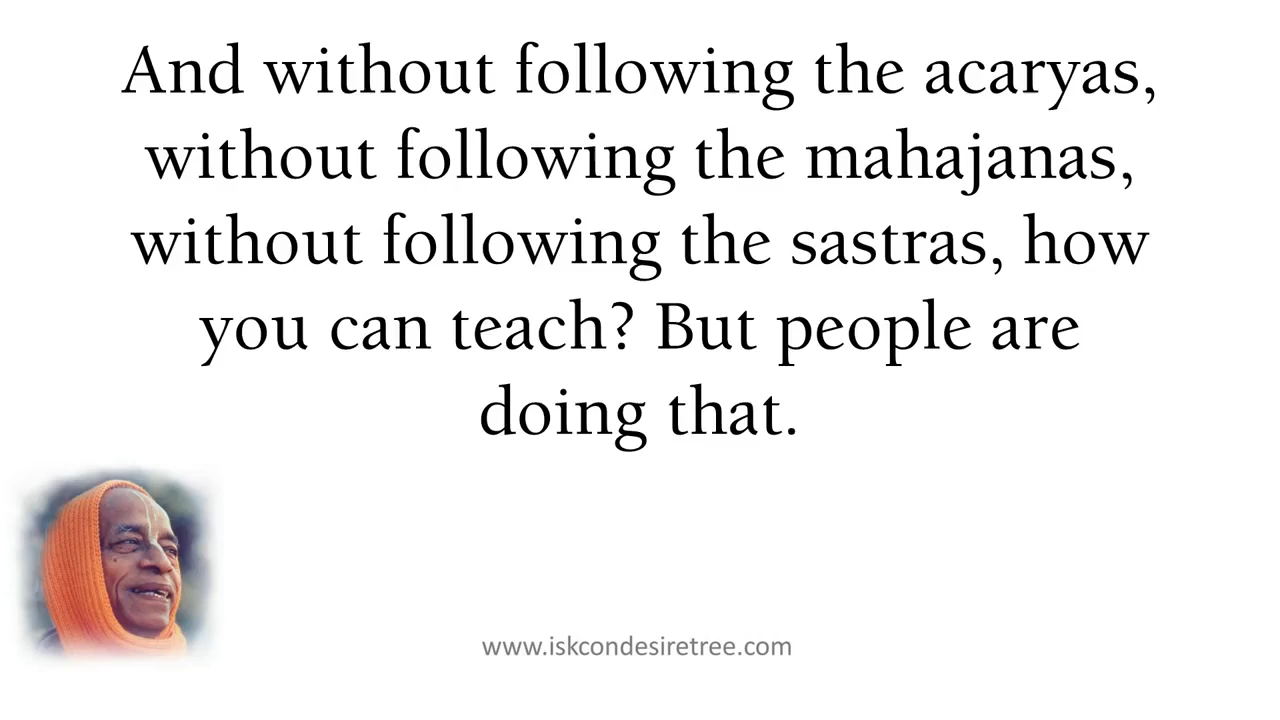 And without following the acaryas,
without following the mahajanas,
without following the sastras, how
you can teach? But people are
doing that.
www.iskcondesiretree.com